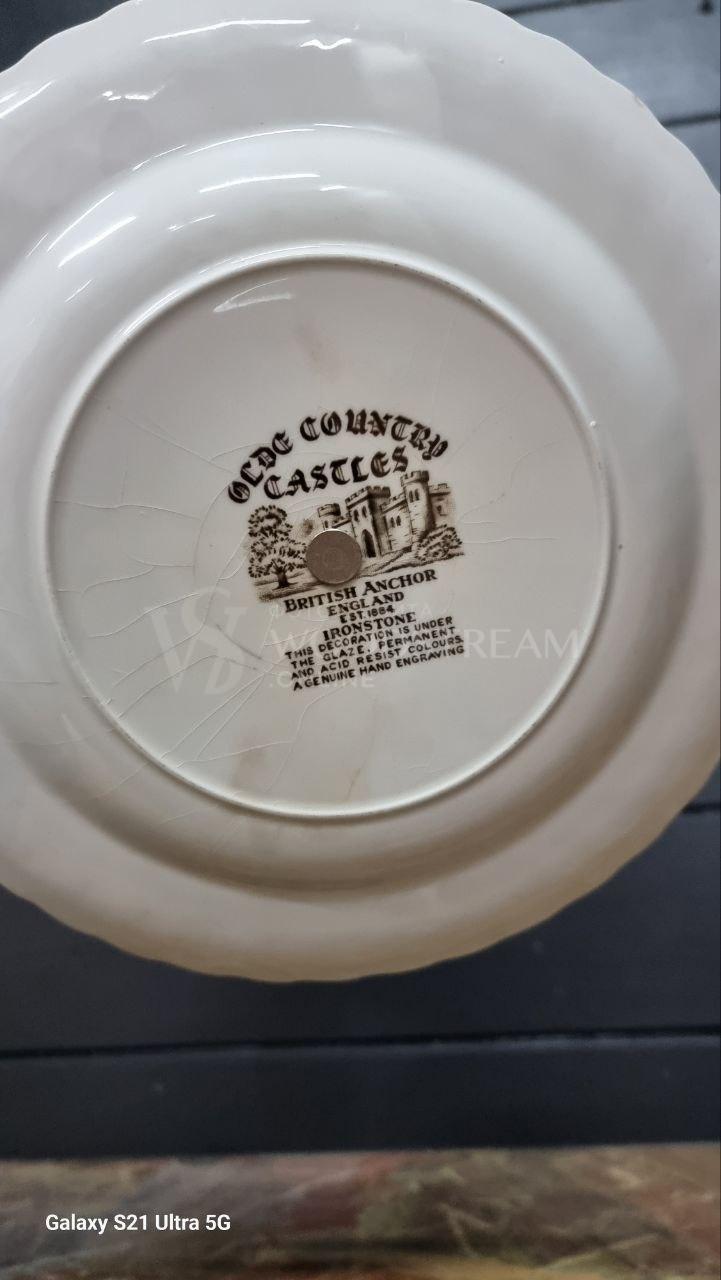 OLDE COUNTRY
CASTLES
BRITISH ANCHOR
ENGLAND
EST. 1884
IRONSTONE
THIS DECORATION IS UNDER
THE GLAZE, PERMANENT
AND ACID RESIST COLOURS
A GENUINE HAND ENGRAVING
Galaxy S21 Ultra 5G